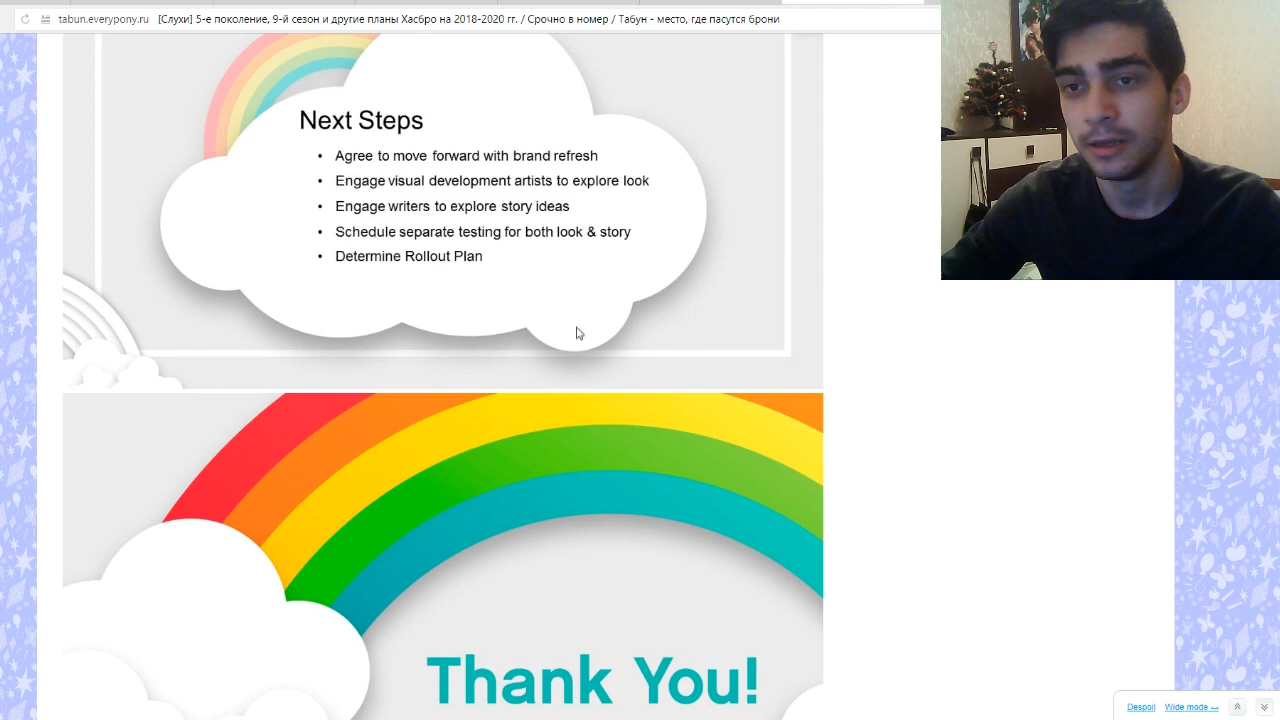 tabun.everypony.ru [Слухи] 5-е поколение, 9-й сезон и другие планы Хасбро на 2018-2020 гг. / Срочно в номер / Табун - место, где пасутся брони
Next Steps
• Agree to move forward with brand refresh
• Engage visual development artists to explore look
• Engage writers to explore story ideas
• Schedule separate testing for both look & story
• Determine Rollout Plan
Thank You!
Despoil Wide mode